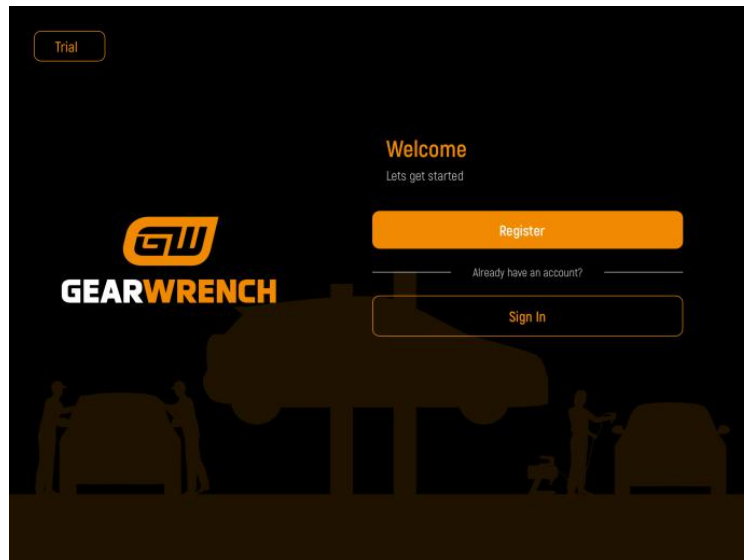 Trial
Welcome
Lets get started
Register
GW
GEARWRENCH
Already have an account?
Sign In